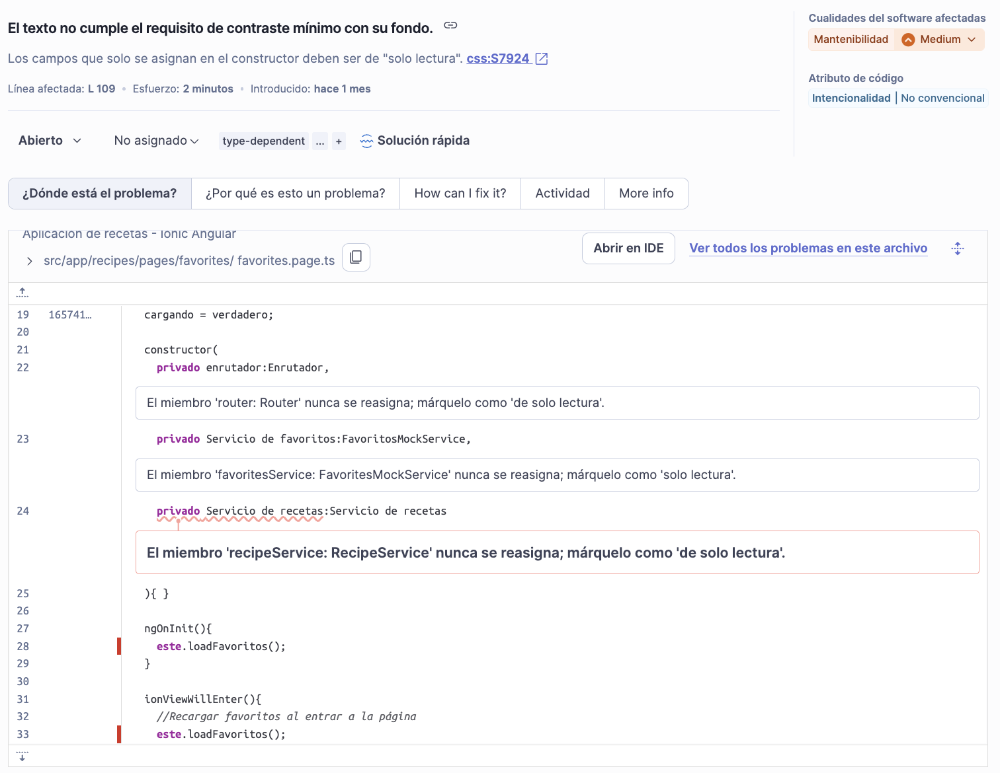 El texto no cumple el requisito de contraste mínimo con su fondo.
Los campos que solo se asignan en el constructor deben ser de "solo lectura". css:S7924
Línea afectada: L 109 • Esfuerzo: 2 minutos • Introducido: hace 1 mes
Cualidades del software afectadas
Mantenibilidad Medium
Atributo de código
Intencionalidad | No convencional
Abierto No asignado type-dependent ... + Solución rápida
¿Dónde está el problema? ¿Por qué es esto un problema? How can I fix it? Actividad More info
Aplicación de recetas - Ionic Angular
src/app/recipes/pages/favorites/ favorites.page.ts
Abrir en IDE Ver todos los problemas en este archivo
19 165741… cargando = verdadero;
20
21 constructor(
22 privado enrutador:Enrutador,
El miembro 'router: Router' nunca se reasigna; márquelo como 'de solo lectura'.
23 privado Servicio de favoritos:FavoritosMockService,
El miembro 'favoritesService: FavoritesMockService' nunca se reasigna; márquelo como 'solo lectura'.
24 privado Servicio de recetas:Servicio de recetas
El miembro 'recipeService: RecipeService' nunca se reasigna; márquelo como 'de solo lectura'.
25 ){ }
26
27 ngOnInit(){
28 este.loadFavoritos();
29 }
30
31 ionViewWillEnter(){
32 //Recargar favoritos al entrar a la página
33 este.loadFavoritos();